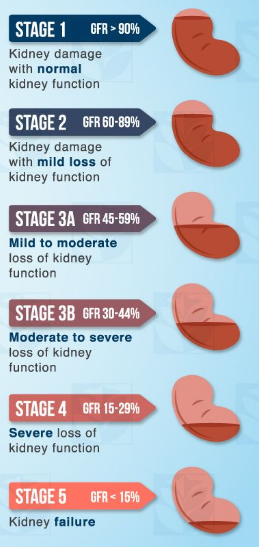 STAGE 1 GFR > 90%
Kidney damage
with normal
kidney function
STAGE 2 GFR 60-89%
Kidney damage
with mild loss of
kidney function
STAGE 3A GFR 45-59%
Mild to moderate
loss of kidney
function
STAGE 3B GFR 30-44%
Moderate to severe
loss of kidney
function
STAGE 4 GFR 15-29%
Severe loss of
kidney function
STAGE 5 GFR < 15%
Kidney failure